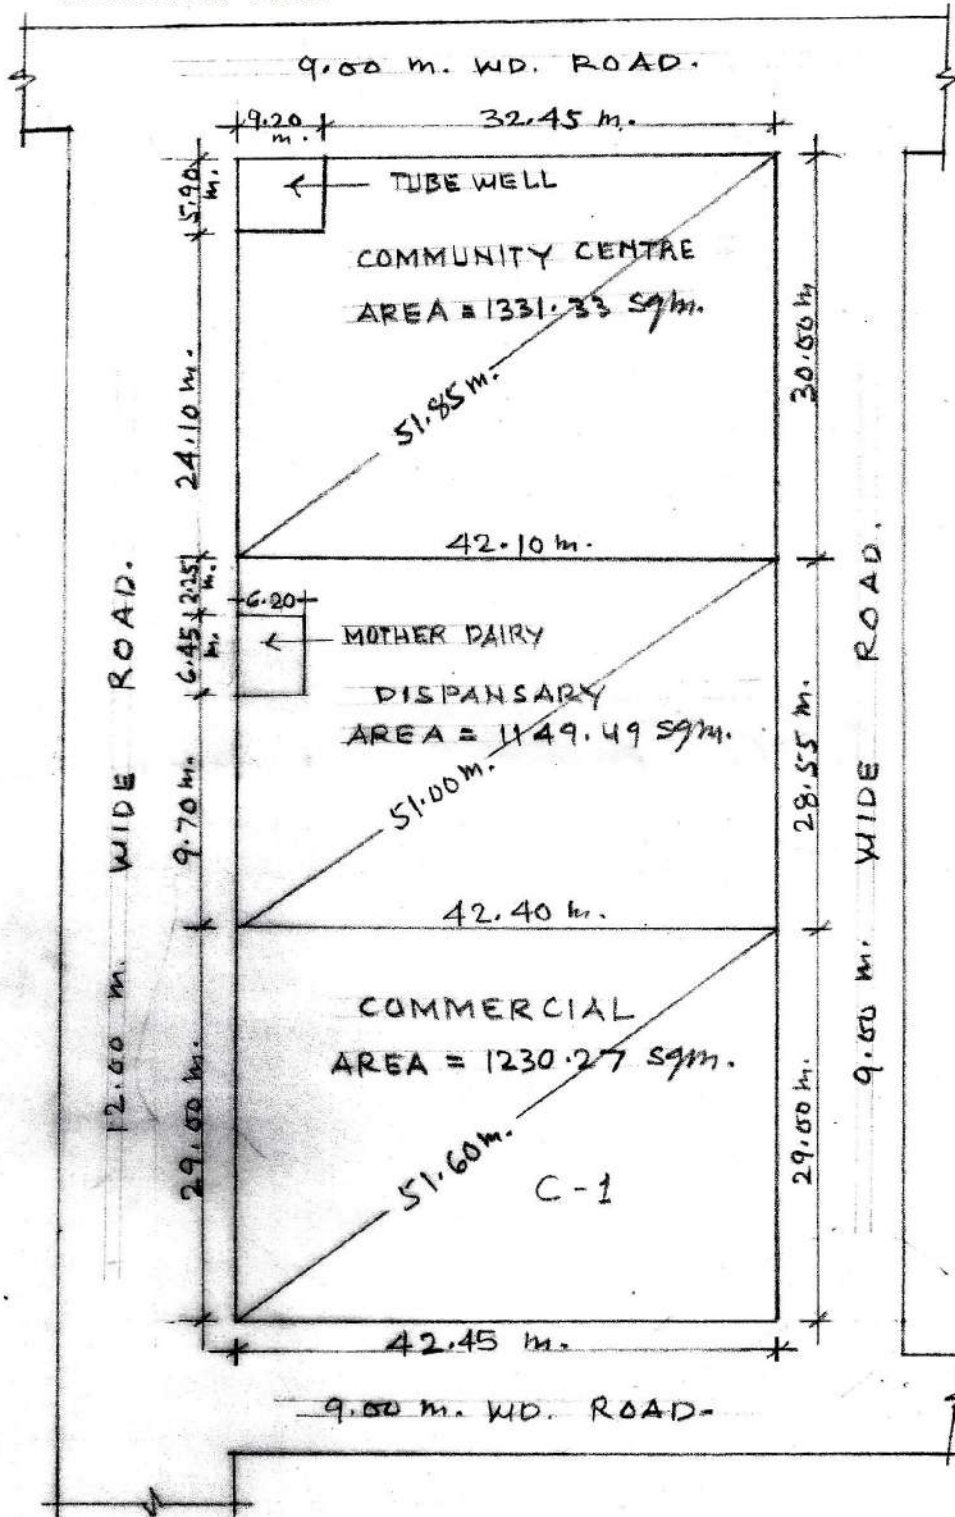 9.00 m. WD. ROAD.
9.20 m.
32.45 m.
5.90 m.
TUBE WELL
COMMUNITY CENTRE
AREA = 1331.33 sqm.
24.10 m.
51.85 m.
30.00 m
42.10 m.
2.25 m.
6.20
6.45 m.
MOTHER DAIRY
DISPANSARY
AREA = 1149.49 sqm.
9.70 m.
51.00 m.
28.55 m.
12.00 m. WIDE ROAD.
9.00 m. WIDE ROAD.
42.40 m.
COMMERCIAL
AREA = 1230.27 sqm.
29.00 m.
51.60 m.
29.00 m.
C-1
42.45 m.
9.00 m. WD. ROAD-